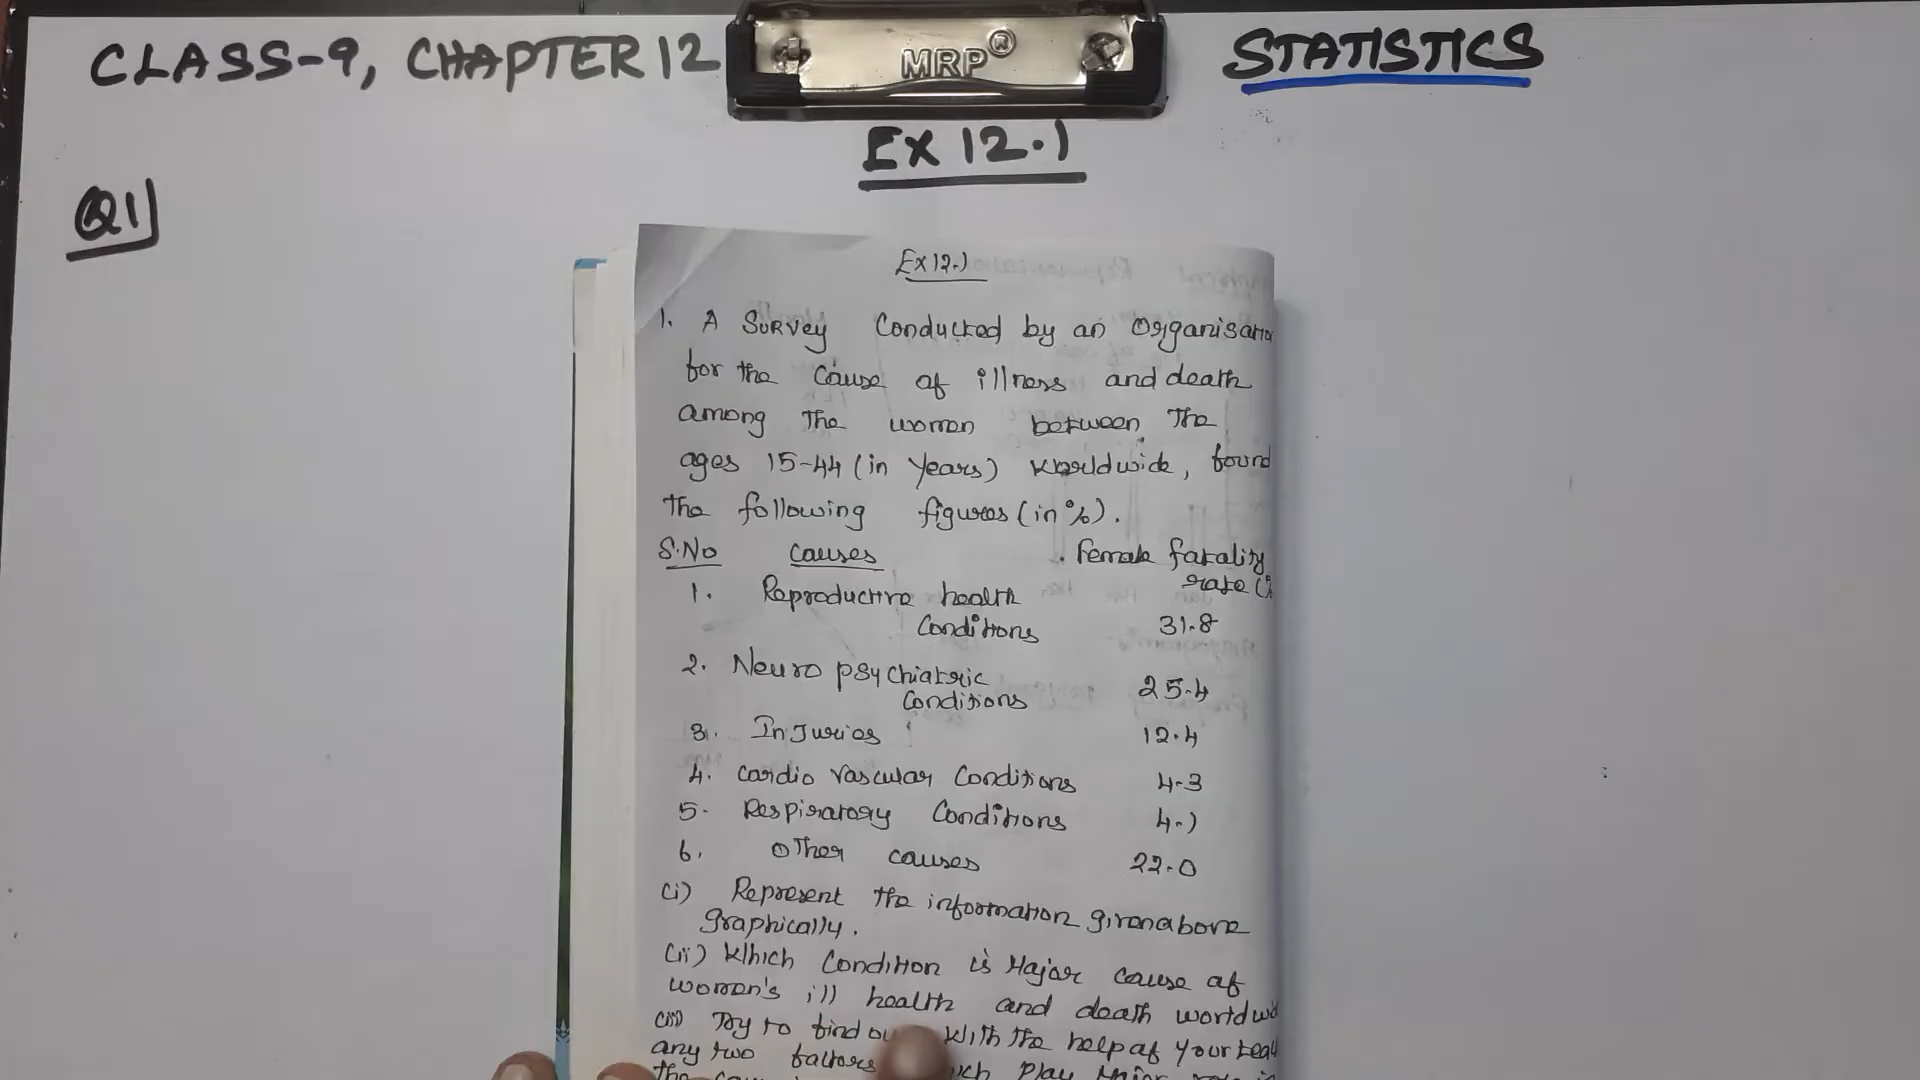 CLASS-9, CHAPTER 12
MRP®
STATISTICS
EX 12.1
Q1
Ex 12.1
1. A Survey Conducted by an
for the Cause of illness and death
among the women between the
ages 15-44 (in years) Worldwide, found
the following figures (in %).
S.No Causes Female fatality
rate (%
1. Reproductive health
Conditions 31.8
2. Neuro psychiatric
Conditions 25.4
3. InJuries 12.4
4. Cardio Vascular Conditions 4.3
5. Respiratory Conditions 4.1
6. Other causes 22.0
(i) Represent the information given above
graphically.
(ii) Which Condition is Major cause of
women's ill health and death
(iii) Try to find With the help of your
any two factors play
the